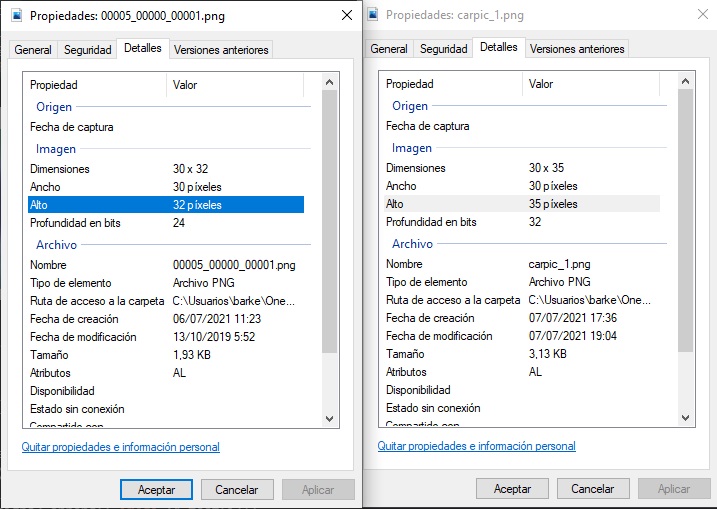 Propiedades: 00005_00000_00001.png
General
Seguridad
Detalles
Versiones anteriores
Propiedad Valor
Origen
Fecha de captura
Imagen
Dimensiones 30 x 32
Ancho 30 píxeles
Alto 32 píxeles
Profundidad en bits 24
Archivo
Nombre 00005_00000_00001.png
Tipo de elemento Archivo PNG
Ruta de acceso a la carpeta C:\Usuarios\barke\One...
Fecha de creación 06/07/2021 11:23
Fecha de modificación 13/10/2019 5:52
Tamaño 1,93 KB
Atributos AL
Disponibilidad
Estado sin conexión
Compartido con
Quitar propiedades e información personal
Aceptar
Cancelar
Aplicar
Propiedades: carpic_1.png
General
Seguridad
Detalles
Versiones anteriores
Propiedad Valor
Origen
Fecha de captura
Imagen
Dimensiones 30 x 35
Ancho 30 píxeles
Alto 35 píxeles
Profundidad en bits 32
Archivo
Nombre carpic_1.png
Tipo de elemento Archivo PNG
Ruta de acceso a la carpeta C:\Usuarios\barke\One...
Fecha de creación 07/07/2021 17:36
Fecha de modificación 07/07/2021 19:04
Tamaño 3,13 KB
Atributos AL
Disponibilidad
Estado sin conexión
Compartido con
Quitar propiedades e información personal
Aceptar
Cancelar
Aplicar